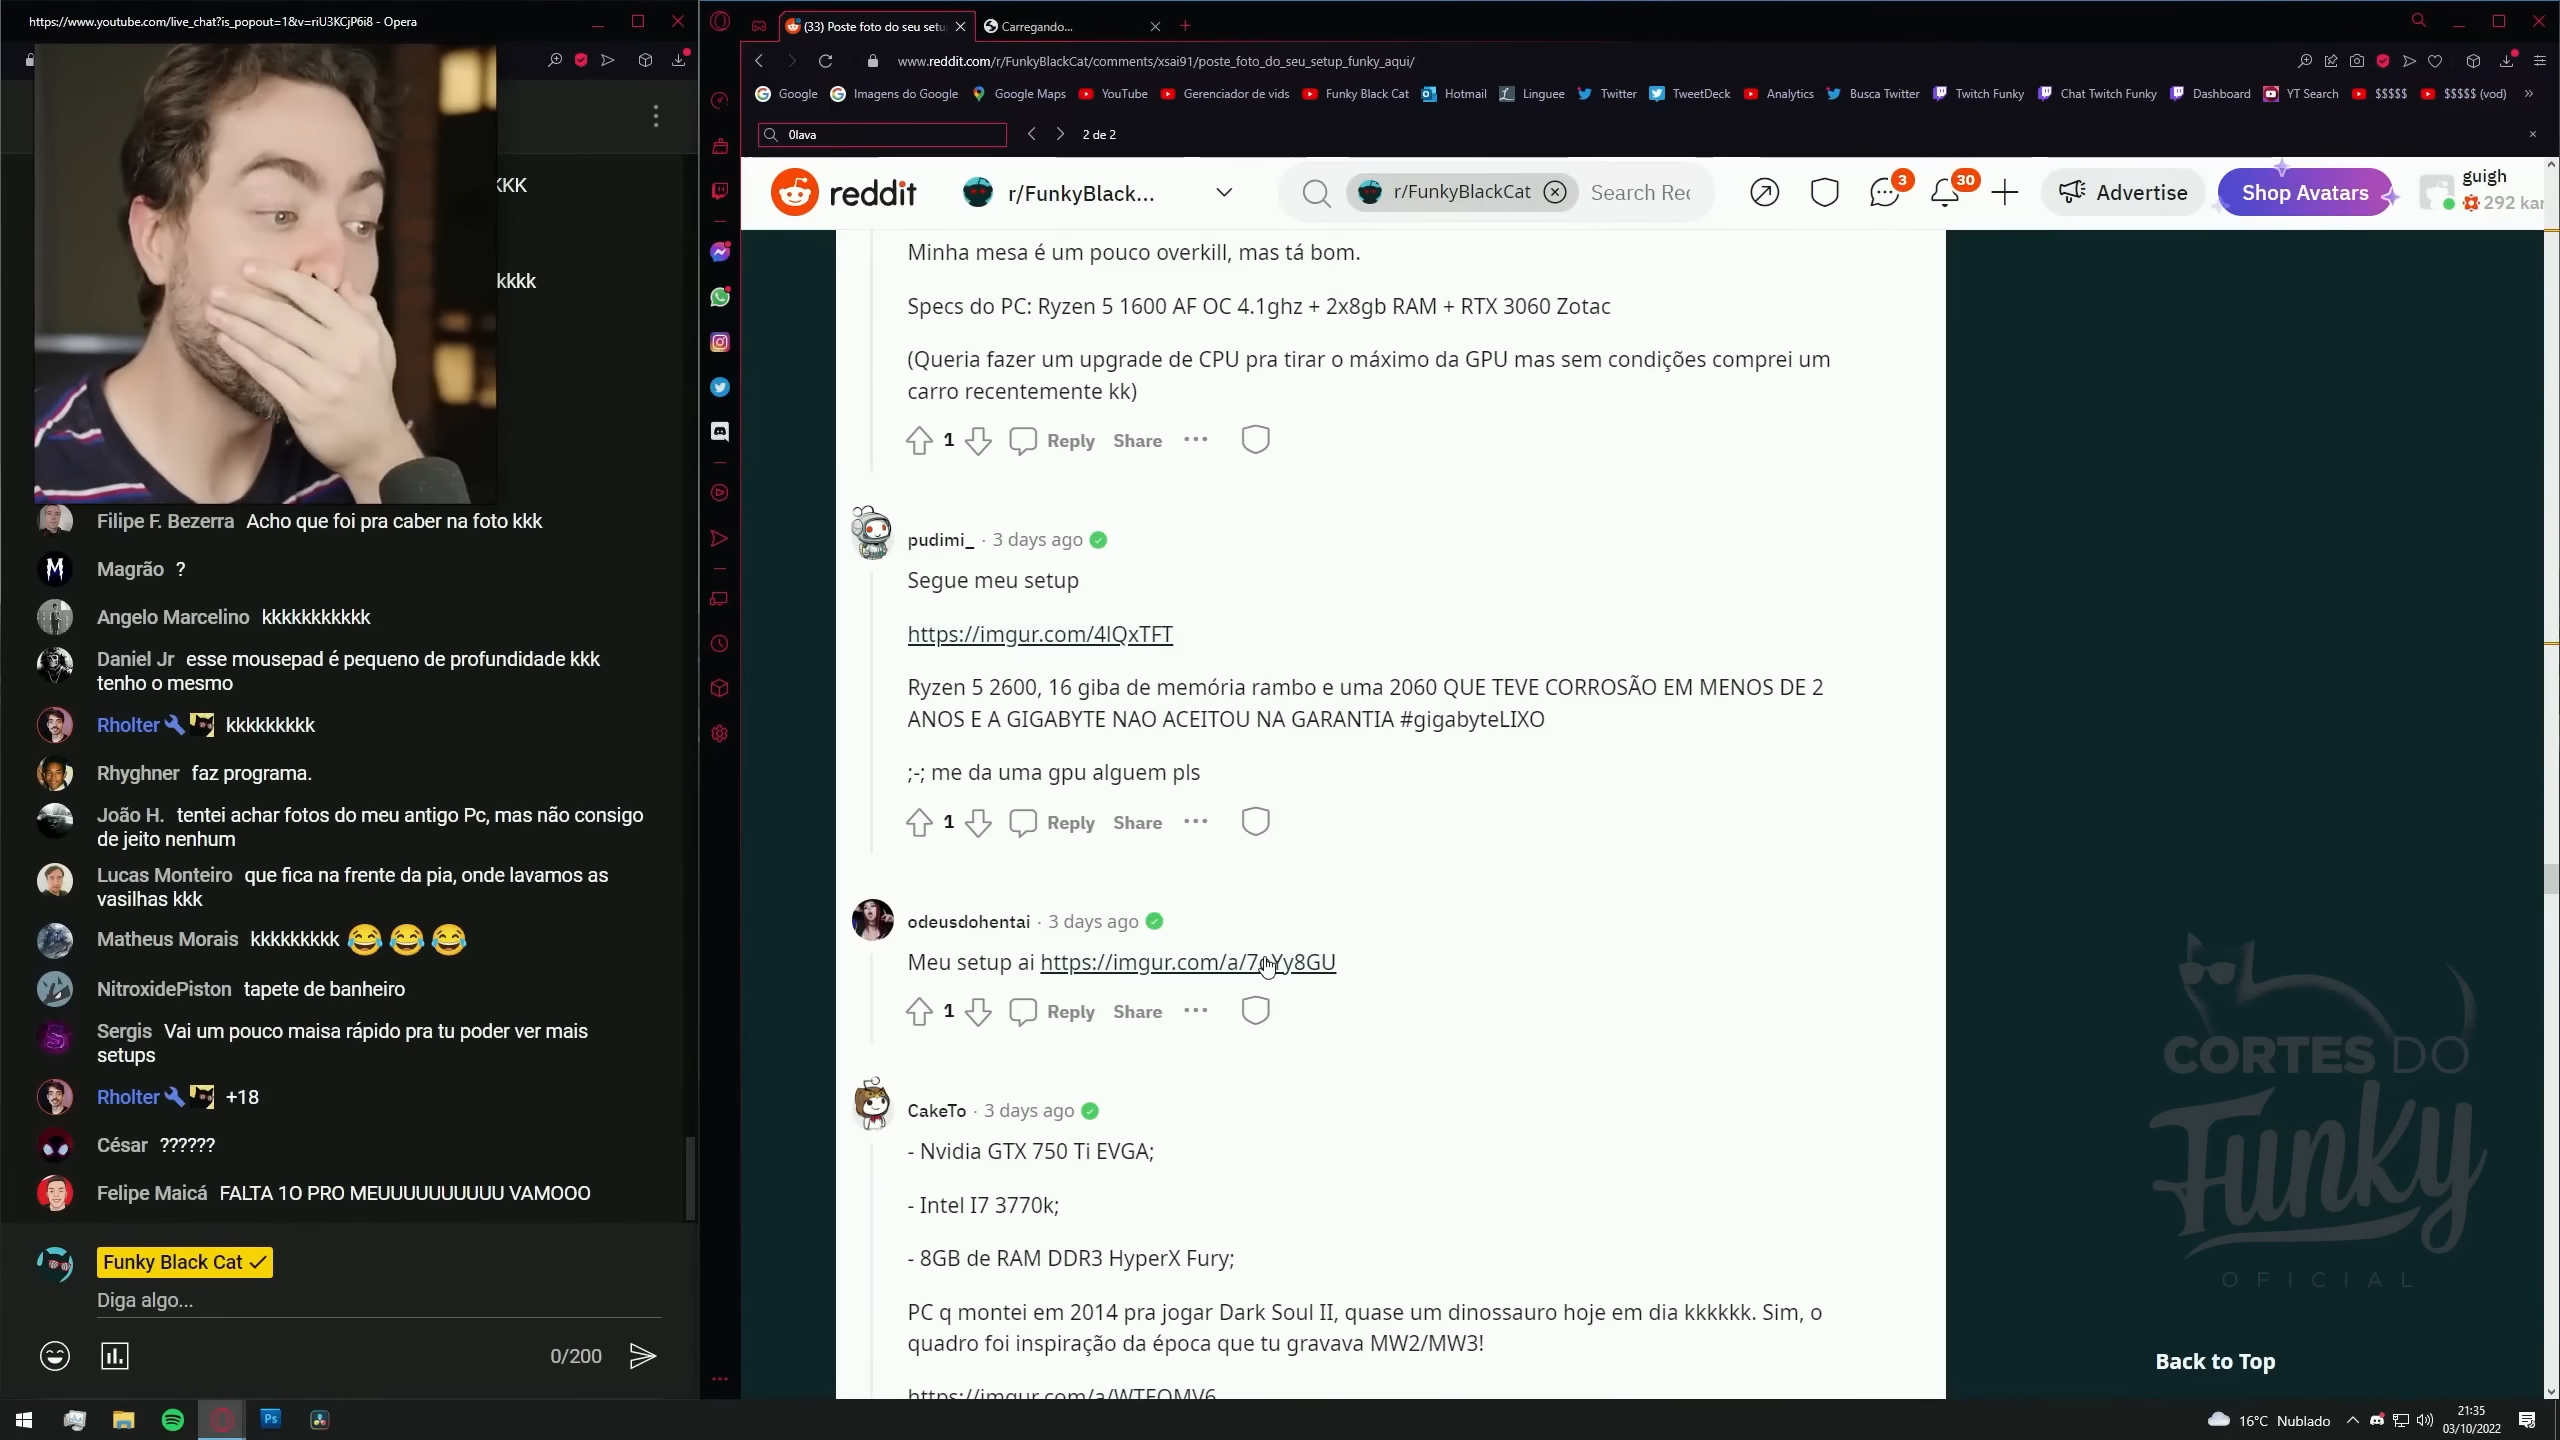 https://www.youtube.com/live_chat?is_popout=1&v=riU3KCjP6i8 - Opera
KKK
kkkk
Filipe F. Bezerra Acho que foi pra caber na foto kkk
Magrão ?
Angelo Marcelino kkkkkkkkkkk
Daniel Jr esse mousepad é pequeno de profundidade kkk
tenho o mesmo
Rholter kkkkkkkkk
Rhyghner faz programa.
João H. tentei achar fotos do meu antigo Pc, mas não consigo
de jeito nenhum
Lucas Monteiro que fica na frente da pia, onde lavamos as
vasilhas kkk
Matheus Morais kkkkkkkkk 😂 😂 😂
NitroxidePiston tapete de banheiro
Sergis Vai um pouco maisa rápido pra tu poder ver mais
setups
Rholter +18
César ??????
Felipe Maicá FALTA 1O PRO MEUUUUUUUUUU VAMOOO
Funky Black Cat
Diga algo...
0/200
(33) Poste foto do seu setu
Carregando...
www.reddit.com/r/FunkyBlackCat/comments/xsai91/poste_foto_do_seu_setup_funky_aqui/
Google Imagens do Google Google Maps YouTube Gerenciador de vids Funky Black Cat Hotmail Linguee Twitter TweetDeck Analytics Busca Twitter Twitch Funky Chat Twitch Funky Dashboard YT Search $$$$$ $$$$$ (vod)
0lava
2 de 2
reddit
r/FunkyBlack...
r/FunkyBlackCat
Search Rec
3
30
Advertise
Shop Avatars
guigh
292 kar
Minha mesa é um pouco overkill, mas tá bom.
Specs do PC: Ryzen 5 1600 AF OC 4.1ghz + 2x8gb RAM + RTX 3060 Zotac
(Queria fazer um upgrade de CPU pra tirar o máximo da GPU mas sem condições comprei um
carro recentemente kk)
1 Reply Share
pudimi_ · 3 days ago
Segue meu setup
https://imgur.com/4lQxTFT
Ryzen 5 2600, 16 giba de memória rambo e uma 2060 QUE TEVE CORROSÃO EM MENOS DE 2
ANOS E A GIGABYTE NAO ACEITOU NA GARANTIA #gigabyteLIXO
;-; me da uma gpu alguem pls
1 Reply Share
odeusdohentai · 3 days ago
Meu setup ai
1 Reply Share
CakeTo · 3 days ago
- Nvidia GTX 750 Ti EVGA;
- Intel I7 3770k;
- 8GB de RAM DDR3 HyperX Fury;
PC q montei em 2014 pra jogar Dark Soul II, quase um dinossauro hoje em dia kkkkkk. Sim, o
quadro foi inspiração da época que tu gravava MW2/MW3!
CORTES DO
Funky
OFICIAL
Back to Top
Ps
16°C Nublado
21:35
03/10/2022